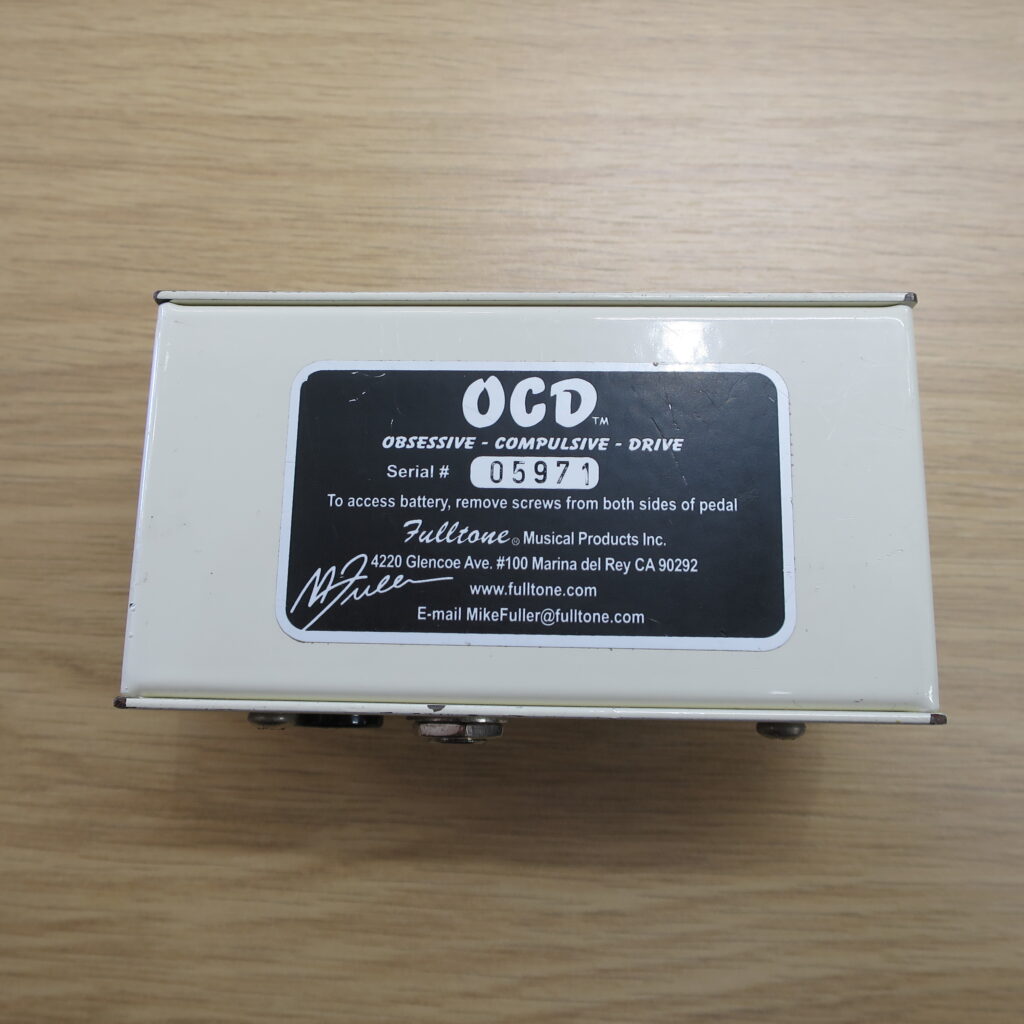 OCD™
OBSESSIVE - COMPULSIVE - DRIVE
Serial # 05971
To access battery, remove screws from both sides of pedal
Fulltone® Musical Products Inc.
4220 Glencoe Ave. #100 Marina del Rey CA 90292
M Fuller
www.fulltone.com
E-mail MikeFuller@fulltone.com